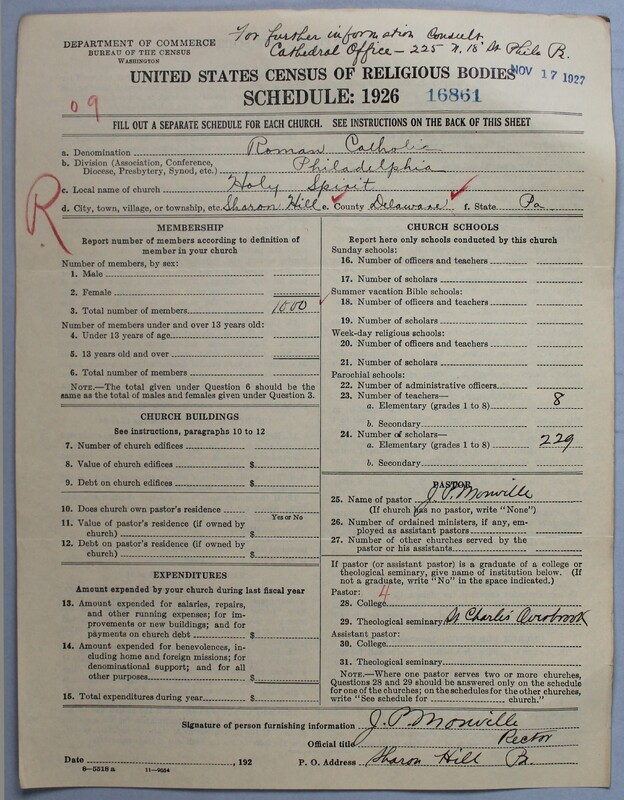 For further information Consult
Cathedral Office - 225 N. 18" St Phila Pa.
DEPARTMENT OF COMMERCE
BUREAU OF THE CENSUS
WASHINGTON
UNITED STATES CENSUS OF RELIGIOUS BODIES
NOV 17 1927
SCHEDULE: 1926 16861
09
FILL OUT A SEPARATE SCHEDULE FOR EACH CHURCH. SEE INSTRUCTIONS ON THE BACK OF THIS SHEET
a. Denomination Roman Catholic
b. Division (Association, Conference, Diocese, Presbytery, Synod, etc.) Philadelphia
c. Local name of church Holy Spirit
d. City, town, village, or township, etc. Sharon Hill e. County Delaware f. State Pa
R
MEMBERSHIP
Report number of members according to definition of
member in your church
Number of members, by sex:
1. Male
2. Female
3. Total number of members 1000
Number of members under and over 13 years old:
4. Under 13 years of age
5. 13 years old and over
6. Total number of members
NOTE.—The total given under Question 6 should be
same as the total of males and females given under Question 3.
CHURCH BUILDINGS
See instructions, paragraphs 10 to 12
7. Number of church edifices
8. Value of church edifices $
9. Debt on church edifices $
10. Does church own pastor's residence
Yes or No
11. Value of pastor's residence (if owned by
church) $
12. Debt on pastor's residence (if owned by
church) $
EXPENDITURES
Amount expended by your church during last fiscal year
13. Amount expended for salaries, repairs,
and other running expenses; for im-
provements or new buildings; and for
payments on church debt $
14. Amount expended for benevolences, in-
cluding home and foreign missions; for
denominational support; and for all
other purposes $
15. Total expenditures during year $
CHURCH SCHOOLS
Report here only schools conducted by this church
Sunday schools:
16. Number of officers and teachers
17. Number of scholars
Summer vacation Bible schools:
18. Number of officers and teachers
19. Number of scholars
Week-day religious schools:
20. Number of officers and teachers
21. Number of scholars
Parochial schools:
22. Number of administrative officers
23. Number of teachers—
a. Elementary (grades 1 to 8) 8
b. Secondary
24. Number of scholars—
a. Elementary (grades 1 to 8) 229
b. Secondary
PASTOR
25. Name of pastor J. P. Monville
(If church has no pastor, write "None")
26. Number of ordained ministers, if any, em-
ployed as assistant pastors
27. Number of other churches served by the
pastor or his assistants
If pastor (or assistant pastor) is a graduate of a college or
theological seminary, give name of institution below. (If
not a graduate, write "No" in the space indicated.)
Pastor:
4
28. College
29. Theological seminary St Charles Overbrook
Assistant pastor:
30. College
31. Theological seminary
NOTE.—Where one pastor serves two or more churches,
Questions 28 and 29 should be answered only on the schedule
for one of the churches; on the schedules for the other churches,
write "See schedule for church."
Signature of person furnishing information J. P. Monville
Official title Rector
Date , 192 P. O. Address Sharon Hill Pa.
8—5518 a 11—9054